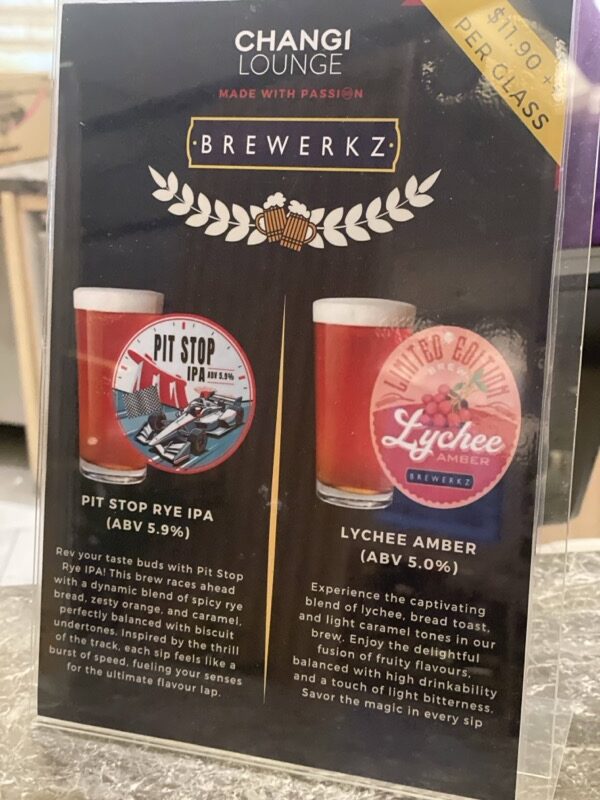 CHANGI
LOUNGE
MADE WITH PASSION
$11.90 +
PER GLASS
·BREWERKZ·
PIT STOP
IPA ABV 5.9%
LIMITED EDITION
BREW
Lychee
AMBER
BREWERKZ
PIT STOP RYE IPA
(ABV 5.9%)
Rev your taste buds with Pit Stop
Rye IPA! This brew races ahead
with a dynamic blend of spicy rye
bread, zesty orange, and caramel,
perfectly balanced with biscuit
undertones. Inspired by the thrill
of the track, each sip feels like a
burst of speed, fueling your senses
for the ultimate flavour lap.
LYCHEE AMBER
(ABV 5.0%)
Experience the captivating
blend of lychee, bread toast,
and light caramel tones in our
brew. Enjoy the delightful
fusion of fruity flavours,
balanced with high drinkability
and a touch of light bitterness.
Savor the magic in every sip